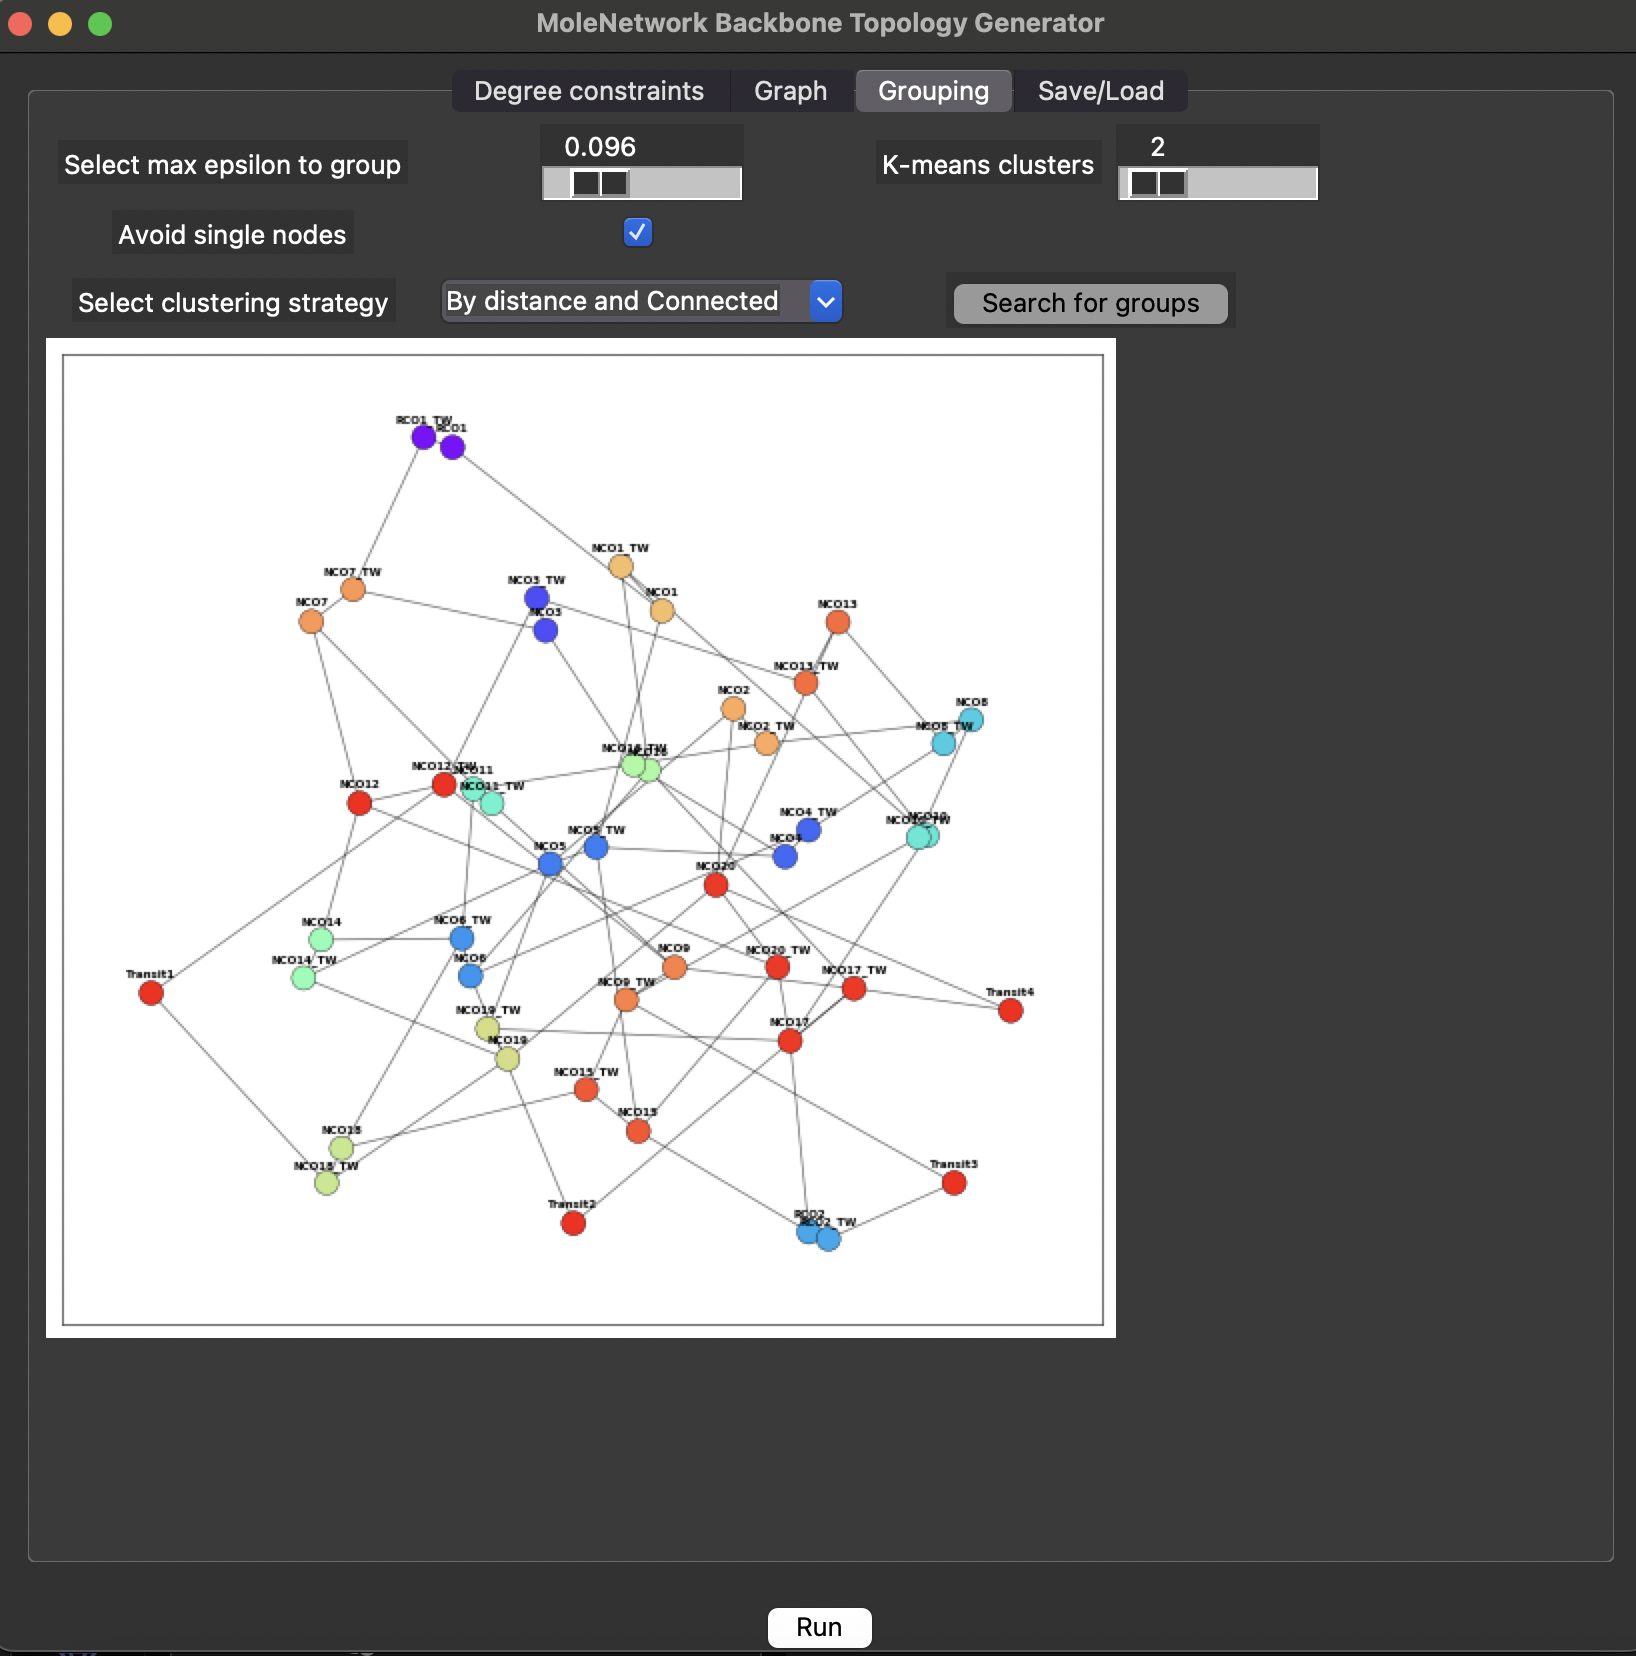 MoleNetwork Backbone Topology Generator
Degree constraints
Graph
Grouping
Save/Load
Select max epsilon to group
0.096
K-means clusters
2
Avoid single nodes
Select clustering strategy
By distance and Connected
Search for groups
RCO1_TW
RCO1
NCO1_TW
NCO7_TW
NCO3_TW
NCO1
NCO7
NCO3
NCO13
NCO13_TW
NCO2
NCO8
NCO2_TW
NCO8_TW
NCO16_TW
NCO16
NCO12_TW
NCO11
NCO12
NCO11_TW
NCO4_TW
NCO10_TW
NCO5_TW
NCO4
NCO5
NCO20
NCO14
NCO6_TW
NCO14_TW
NCO6
NCO9
NCO20_TW
Transit1
NCO17_TW
NCO9_TW
Transit4
NCO19_TW
NCO17
NCO19
NCO15_TW
NCO15
NCO18
NCO18_TW
Transit3
Transit2
RCO2
RCO2_TW
Run